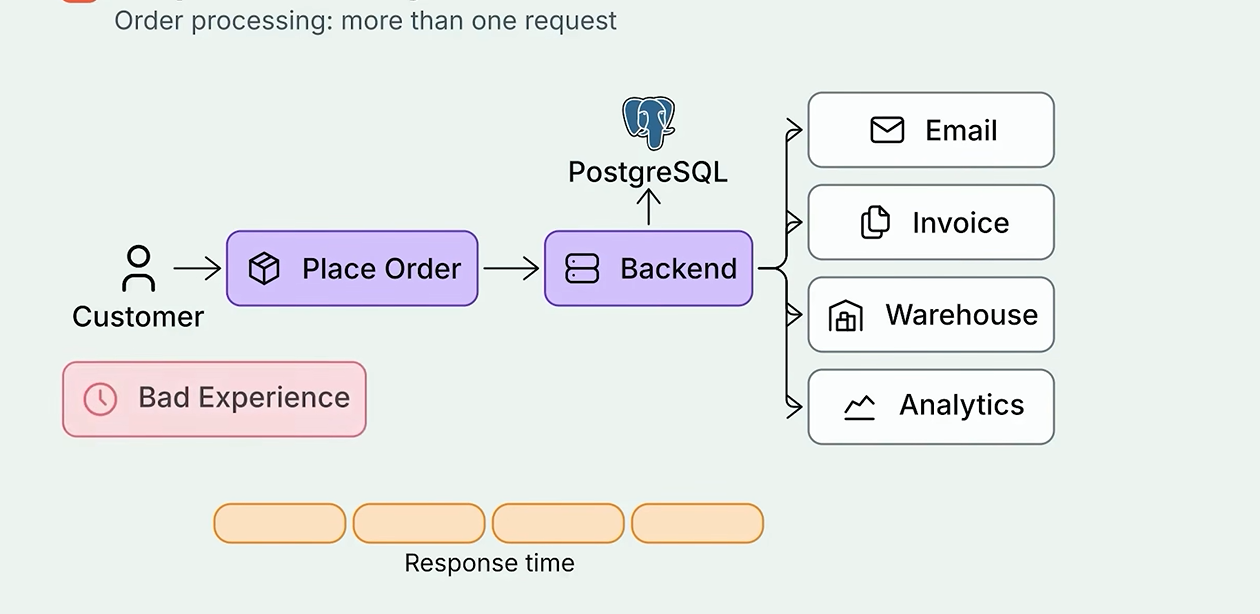 Order processing: more than one request
PostgreSQL
Customer
Place Order
Backend
Email
Invoice
Warehouse
Analytics
Bad Experience
Response time